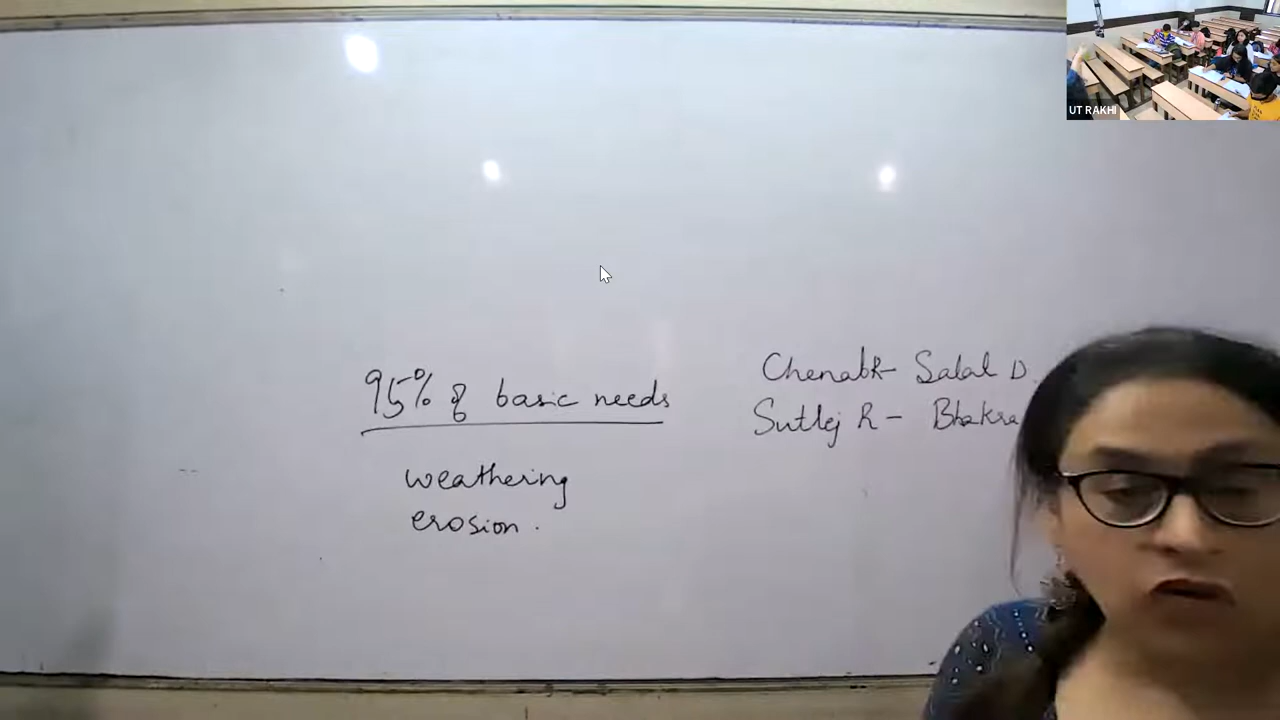 UT RAKHI
95% of basic needs
weathering
erosion.
Chenab R - Salal D.
Sutlej R - Bhakra